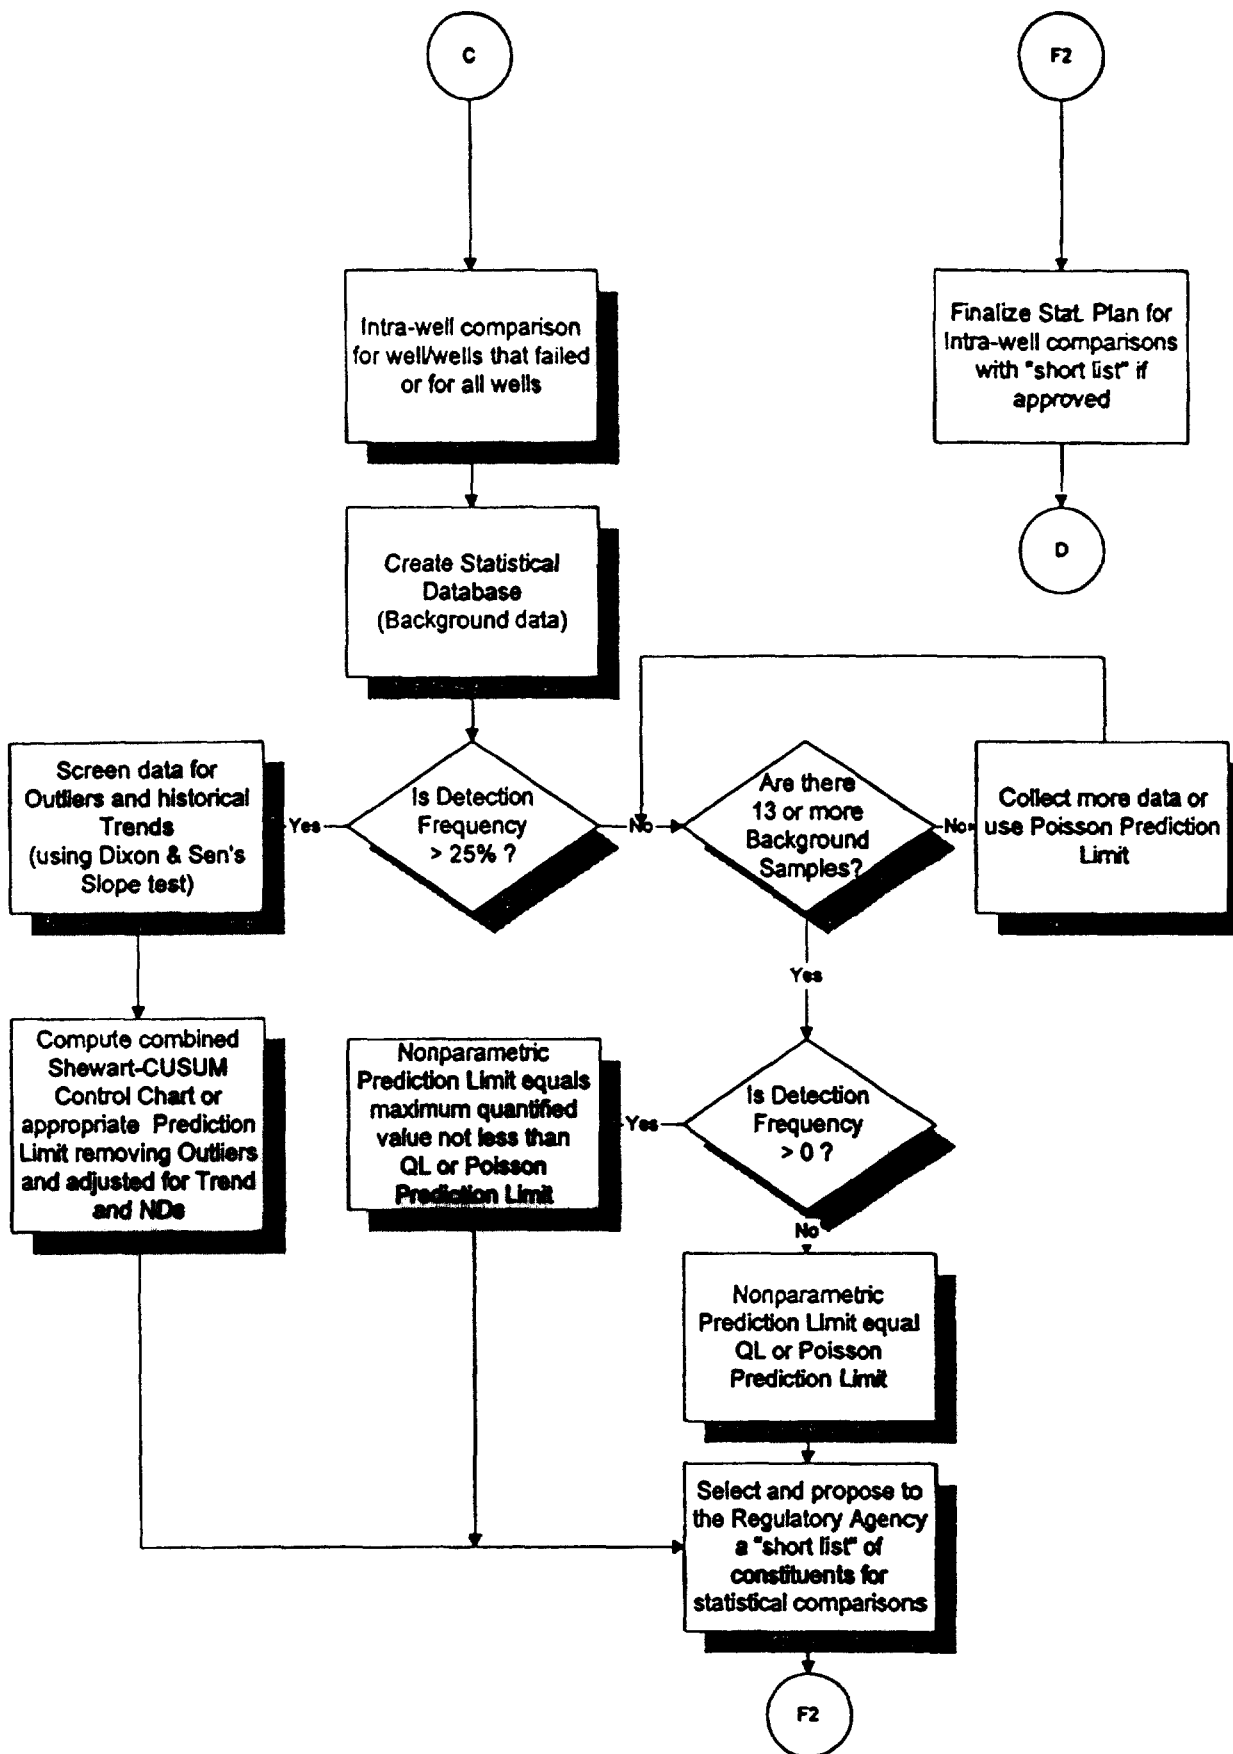 C
F2
Intra-well comparison
for well/wells that failed
or for all wells
Finalize Stat. Plan for
Intra-well comparisons
with "short list" if
approved
Create Statistical
Database
(Background data)
D
Screen data for
Outliers and historical
Trends
(using Dixon & Sen's
Slope test)
Yes
Is Detection
Frequency
> 25% ?
No
Are there
13 or more
Background
Samples?
No
Collect more data or
use Poisson Prediction
Limit
Yes
Compute combined
Shewart-CUSUM
Control Chart or
appropriate Prediction
Limit removing Outliers
and adjusted for Trend
and NDs
Nonparametric
Prediction Limit equals
maximum quantified
value not less than
QL or Poisson
Prediction Limit
Yes
Is Detection
Frequency
> 0 ?
No
Nonparametric
Prediction Limit equal
QL or Poisson
Prediction Limit
Select and propose to
the Regulatory Agency
a "short list" of
constituents for
statistical comparisons
F2